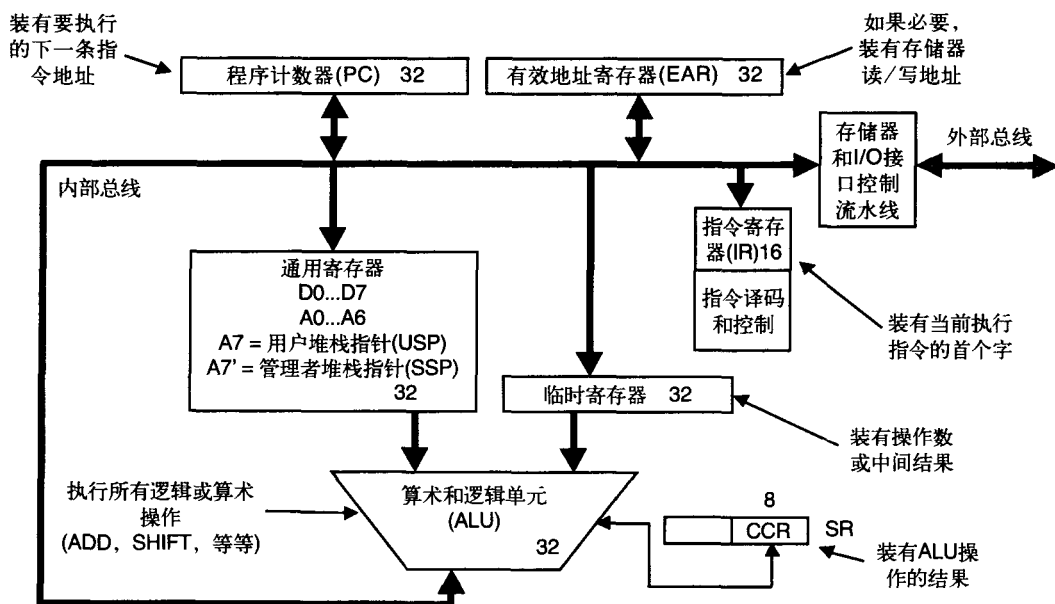 装有要执行
的下一条指
令地址
程序计数器(PC) 32
有效地址寄存器(EAR) 32
如果必要，
装有存储器
读/写地址
存储器
和I/O接
口控制
流水线
外部总线
内部总线
指令寄存
器(IR)16
指令译码
和控制
通用寄存器
D0...D7
A0...A6
A7 = 用户堆栈指针(USP)
A7' = 管理者堆栈指针(SSP)
32
装有当前执行
指令的首个字
临时寄存器 32
装有操作数
或中间结果
执行所有逻辑或算术
操作
(ADD，SHIFT，等等)
算术和逻辑单元
(ALU)
32
8
CCR SR
装有ALU操
作的结果